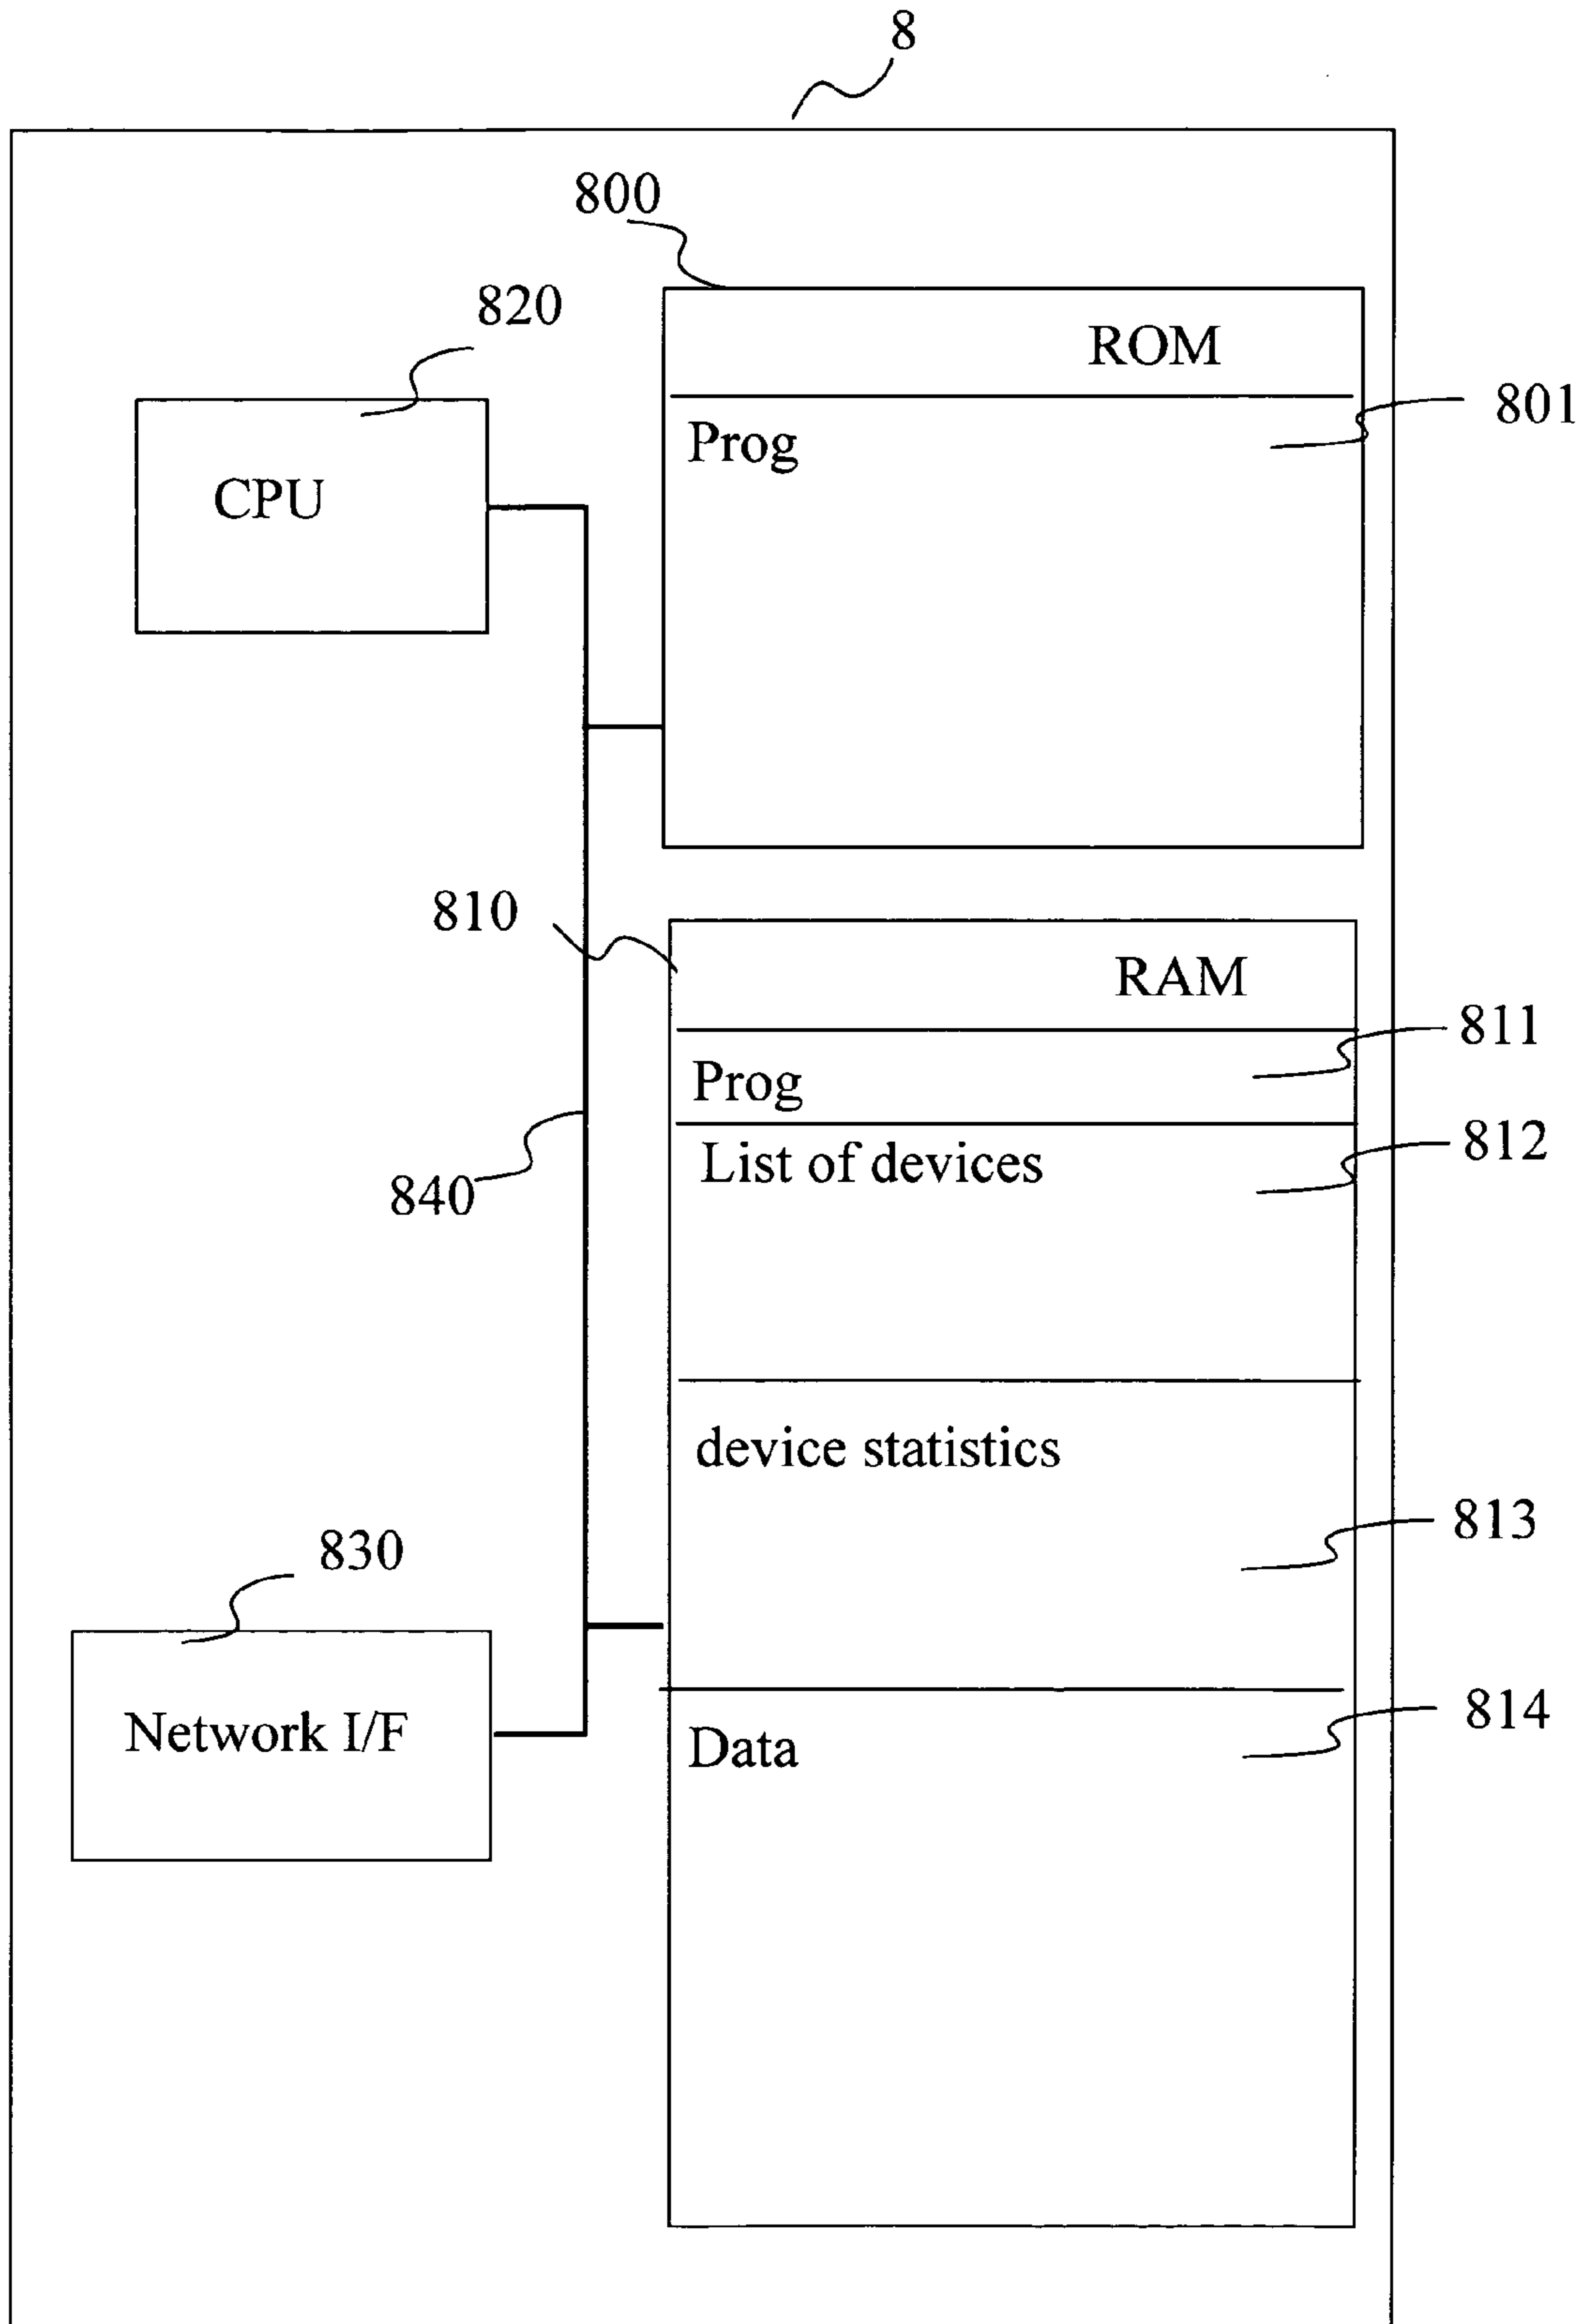 8
800
820
ROM
801
Prog
CPU
810
RAM
811
Prog
812
List of devices
840
device statistics
813
830
814
Network I/F
Data